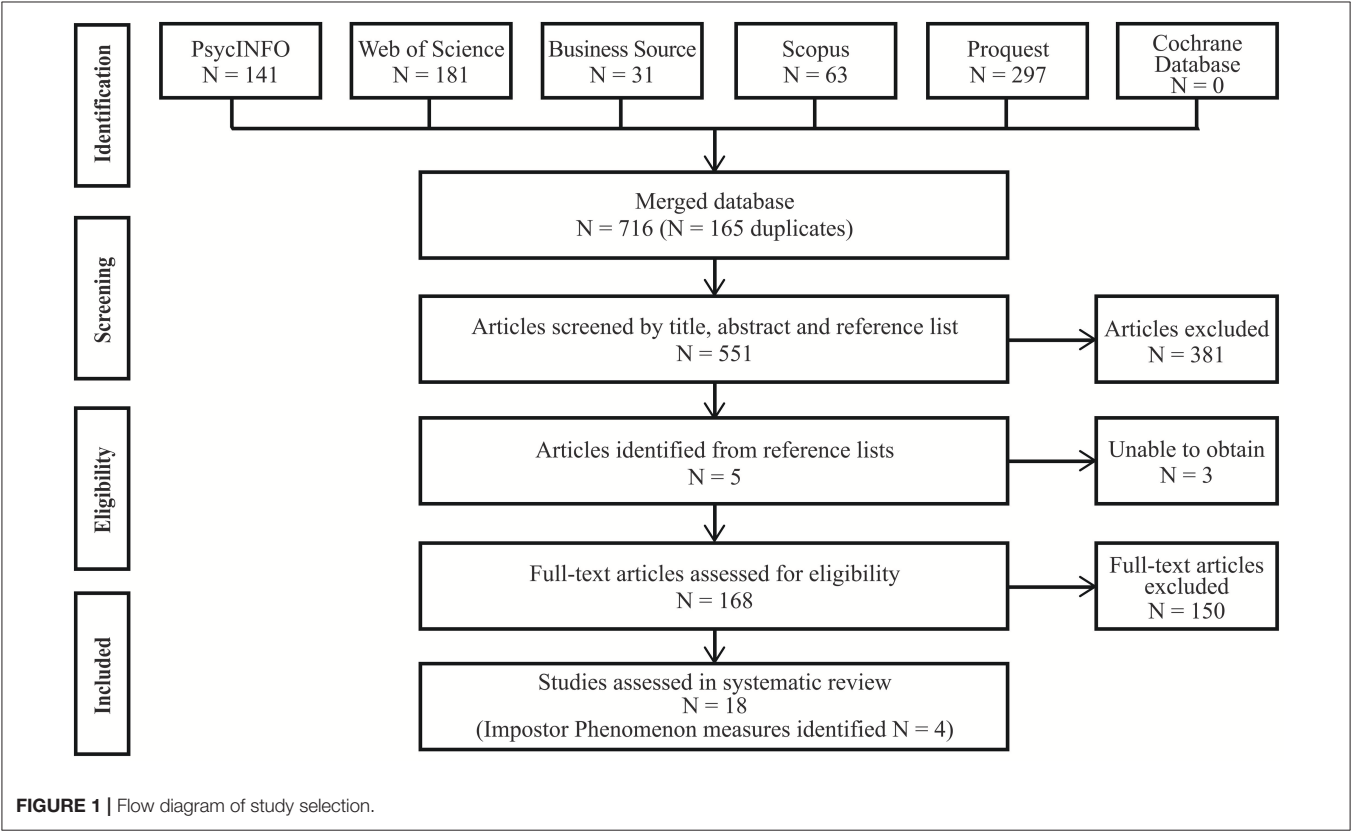 Identification
PsycINFO
N = 141
Web of Science
N = 181
Business Source
N = 31
Scopus
N = 63
Proquest
N = 297
Cochrane
Database
N = 0
Merged database
N = 716 (N = 165 duplicates)
Screening
Articles screened by title, abstract and reference list
N = 551
Articles excluded
N = 381
Eligibility
Articles identified from reference lists
N = 5
Unable to obtain
N = 3
Full-text articles assessed for eligibility
N = 168
Full-text articles
excluded
N = 150
Included
Studies assessed in systematic review
N = 18
(Impostor Phenomenon measures identified N = 4)
FIGURE 1 | Flow diagram of study selection.